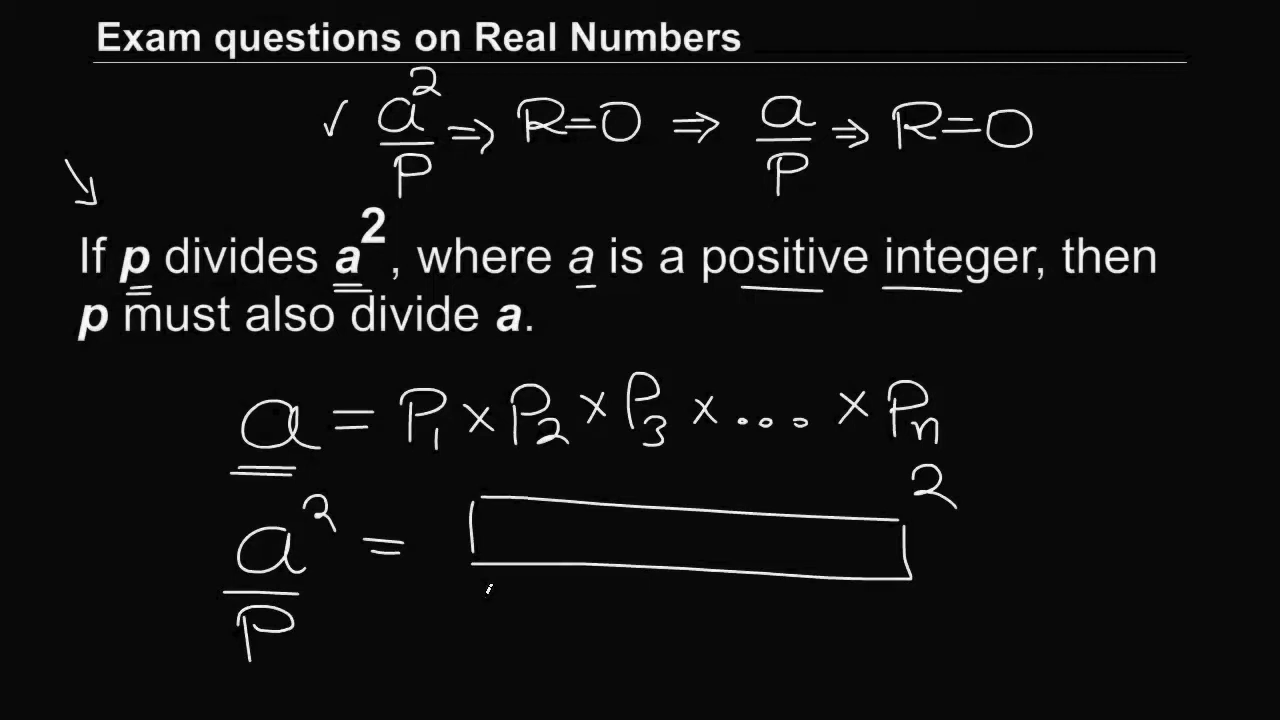 Exam questions on Real Numbers
✓ a²/P ⇒ R=0 ⇒ a/P ⇒ R=0
If p divides a², where a is a positive integer, then
p must also divide a.
a = P₁ × P₂ × P₃ × ... × Pₙ
a²/P = ²